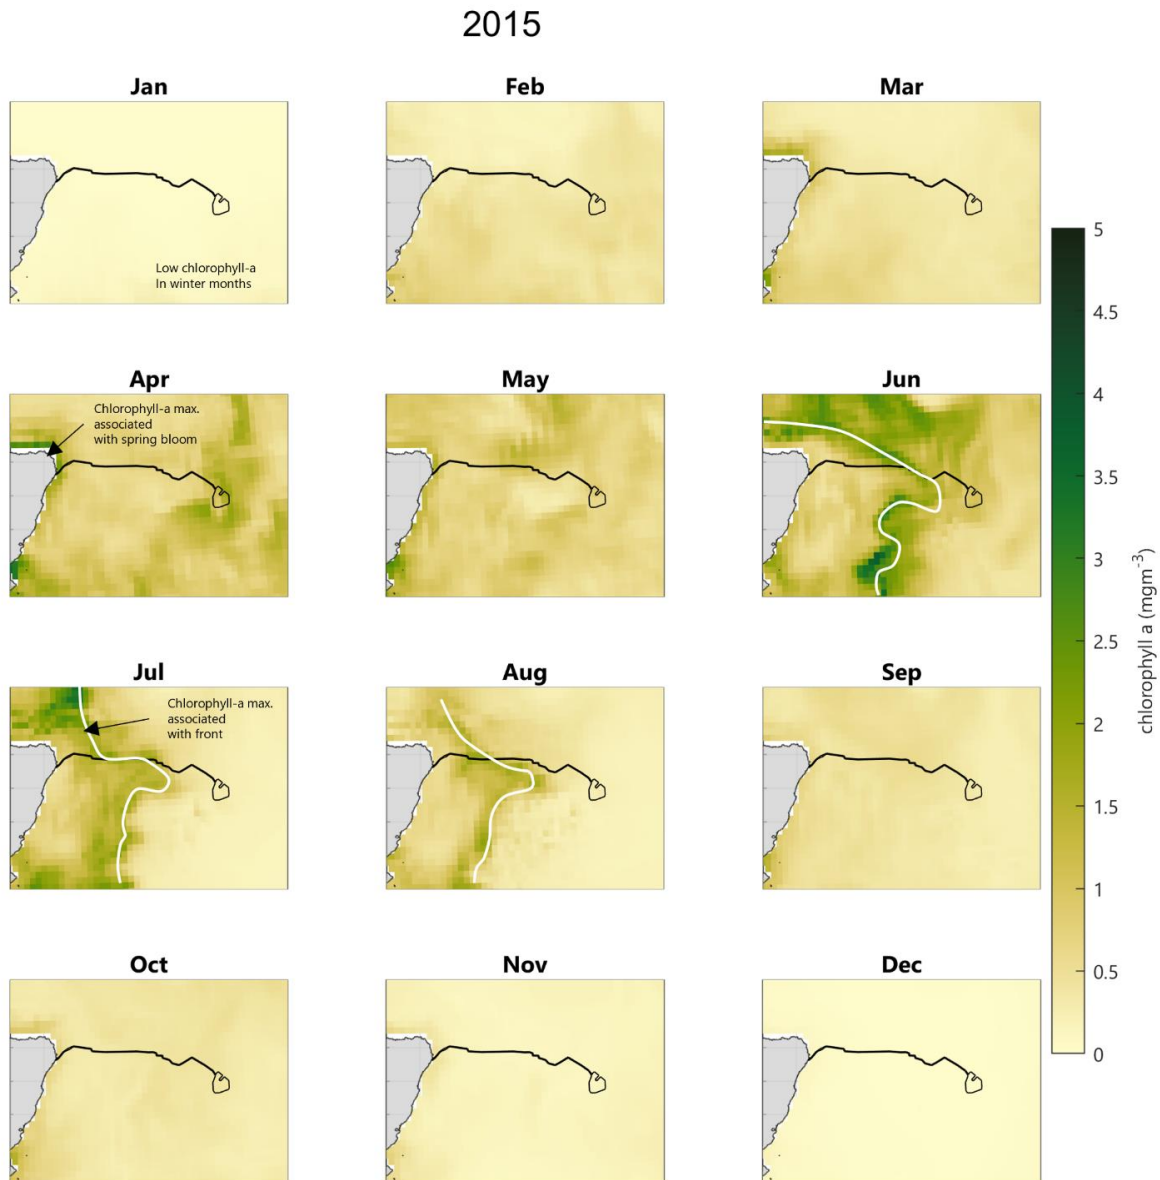 2015
Jan
Feb
Mar
Low chlorophyll-a
In winter months
Apr
May
Jun
Chlorophyll-a max.
associated
with spring bloom
Jul
Aug
Sep
Chlorophyll-a max.
associated
with front
Oct
Nov
Dec
5
4.5
4
3.5
3
2.5
2
1.5
1
0.5
0
chlorophyll a (mgm⁻³)